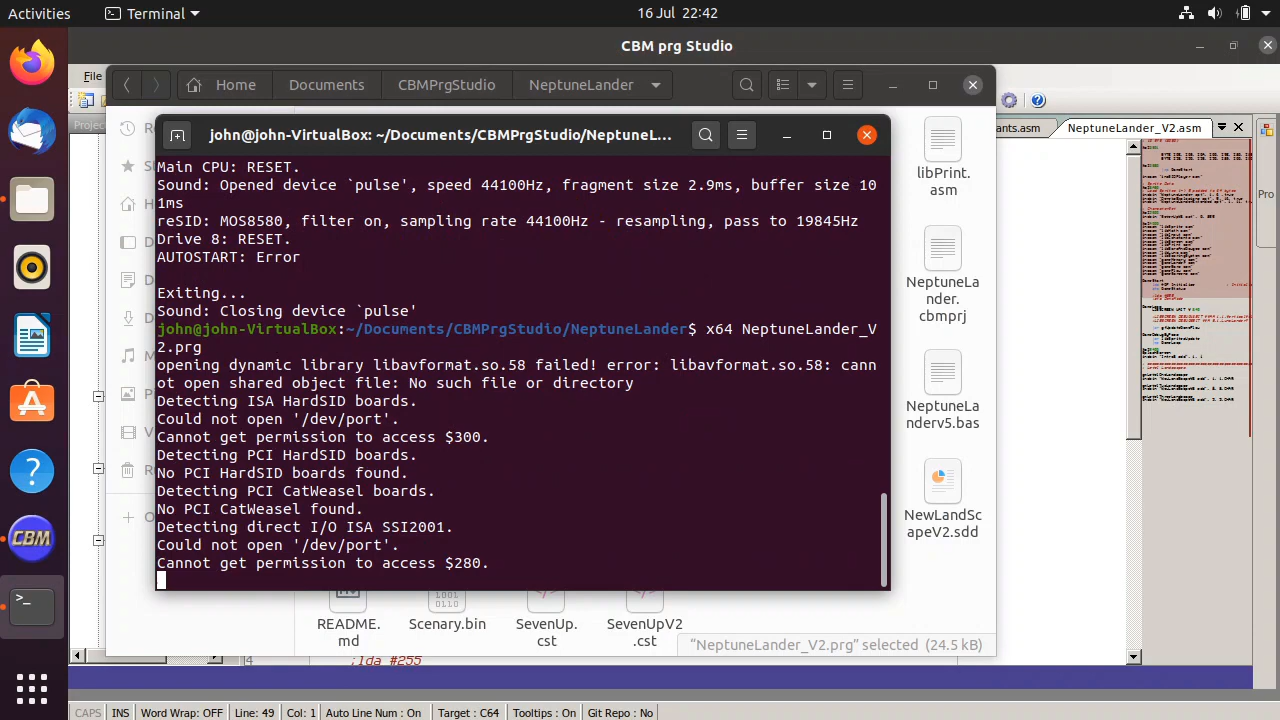 Activities
Terminal
16 Jul 22:42
CBM prg Studio
File
Home
Documents
CBMPrgStudio
NeptuneLander
john@john-VirtualBox: ~/Documents/CBMPrgStudio/NeptuneL...
ants.asm
NeptuneLander_V2.asm
Main CPU: RESET.
Sound: Opened device `pulse', speed 44100Hz, fragment size 2.9ms, buffer size 10
1ms
reSID: MOS8580, filter on, sampling rate 44100Hz - resampling, pass to 19845Hz
Drive 8: RESET.
AUTOSTART: Error
Exiting...
Sound: Closing device `pulse'
john@john-VirtualBox:~/Documents/CBMPrgStudio/NeptuneLander$ x64 NeptuneLander_V
2.prg
opening dynamic library libavformat.so.58 failed! error: libavformat.so.58: cann
ot open shared object file: No such file or directory
Detecting ISA HardSID boards.
Could not open '/dev/port'.
Cannot get permission to access $300.
Detecting PCI HardSID boards.
No PCI HardSID boards found.
Detecting PCI CatWeasel boards.
No PCI CatWeasel found.
Detecting direct I/O ISA SSI2001.
Could not open '/dev/port'.
Cannot get permission to access $280.
libPrint.
asm
NeptuneLa
nder.
cbmprj
NeptuneLa
nderv5.bas
NewLandSc
apeV2.sdd
README.
md
Scenary.bin
SevenUp.
cst
SevenUpV2
.cst
"NeptuneLander_V2.prg" selected (24.5 kB)
4
;lda #255
CAPS
INS
Word Wrap: OFF
Line: 49
Col: 1
Auto Line Num : On
Target : C64
Tooltips : On
Git Repo : No